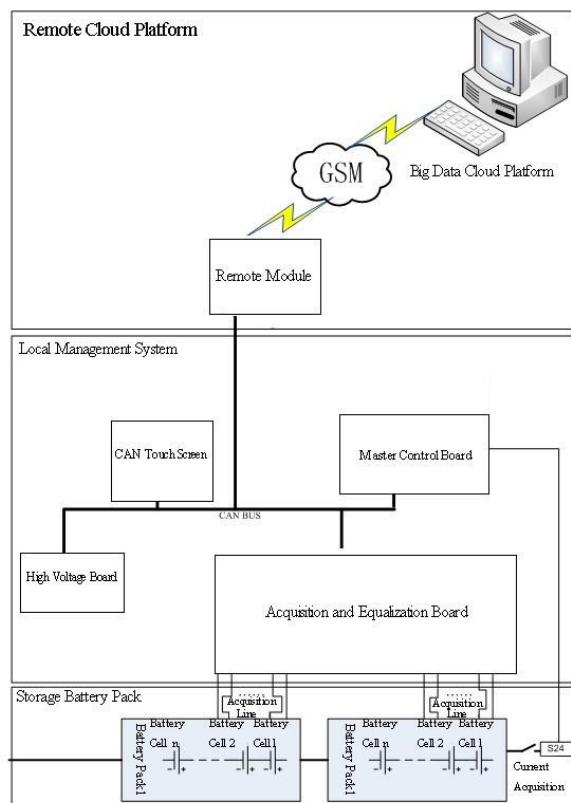 Remote Cloud Platform
GSM
Big Data Cloud Platform
Remote Module
Local Management System
CAN Touch Screen
Master Control Board
CAN BUS
High Voltage Board
Acquisition and Equalization Board
Storage Battery Pack
Acquisition
Line
Acquisition
Line
Battery Pack1
Battery
Cell n
Battery
Cell 2
Battery
Cell 1
Battery Pack1
Battery
Cell n
Battery
Cell 2
Battery
Cell 1
S24
Current
Acquisition